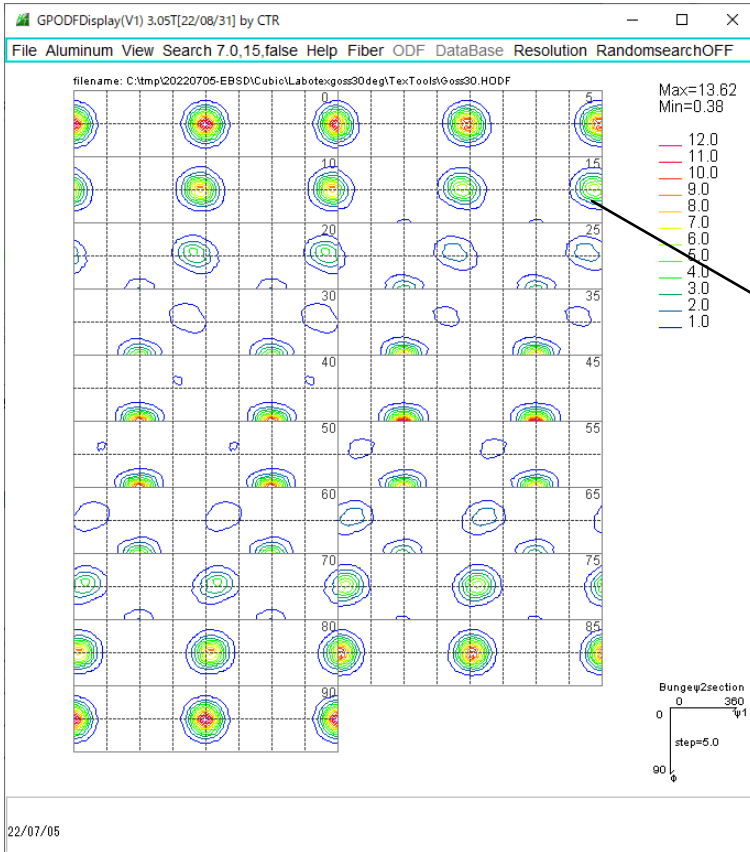 GPODFDisplay(V1) 3.05T[22/08/31] by CTR
File Aluminum View Search 7.0,15,false Help Fiber ODF DataBase Resolution RandomsearchOFF
filename: C:\tmp\20220705-EBSD\Cubic\Labotexgoss30deg\TexTools\Goss30.HODF
Max=13.62
Min=0.38
0 5
10 15
20 25
30 35
40 45
50 55
60 65
70 75
80 85
90
12.0
11.0
10.0
9.0
8.0
7.0
6.0
5.0
4.0
3.0
2.0
1.0
Bungeψ2section
0 360
0 ψ1
step=5.0
90 Φ
22/07/05